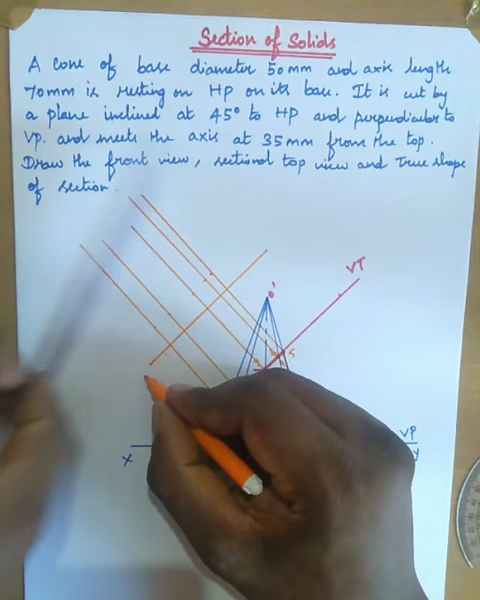 Section of Solids
A cone of base diameter 50mm and axis length
70mm is resting on HP on its base. It is cut by
a plane inclined at 45° to HP and perpendicular to
VP. and meets the axis at 35mm from the top.
Draw the front view, sectional top view and True shape
of section.
VT
o'
5
VP
X
y